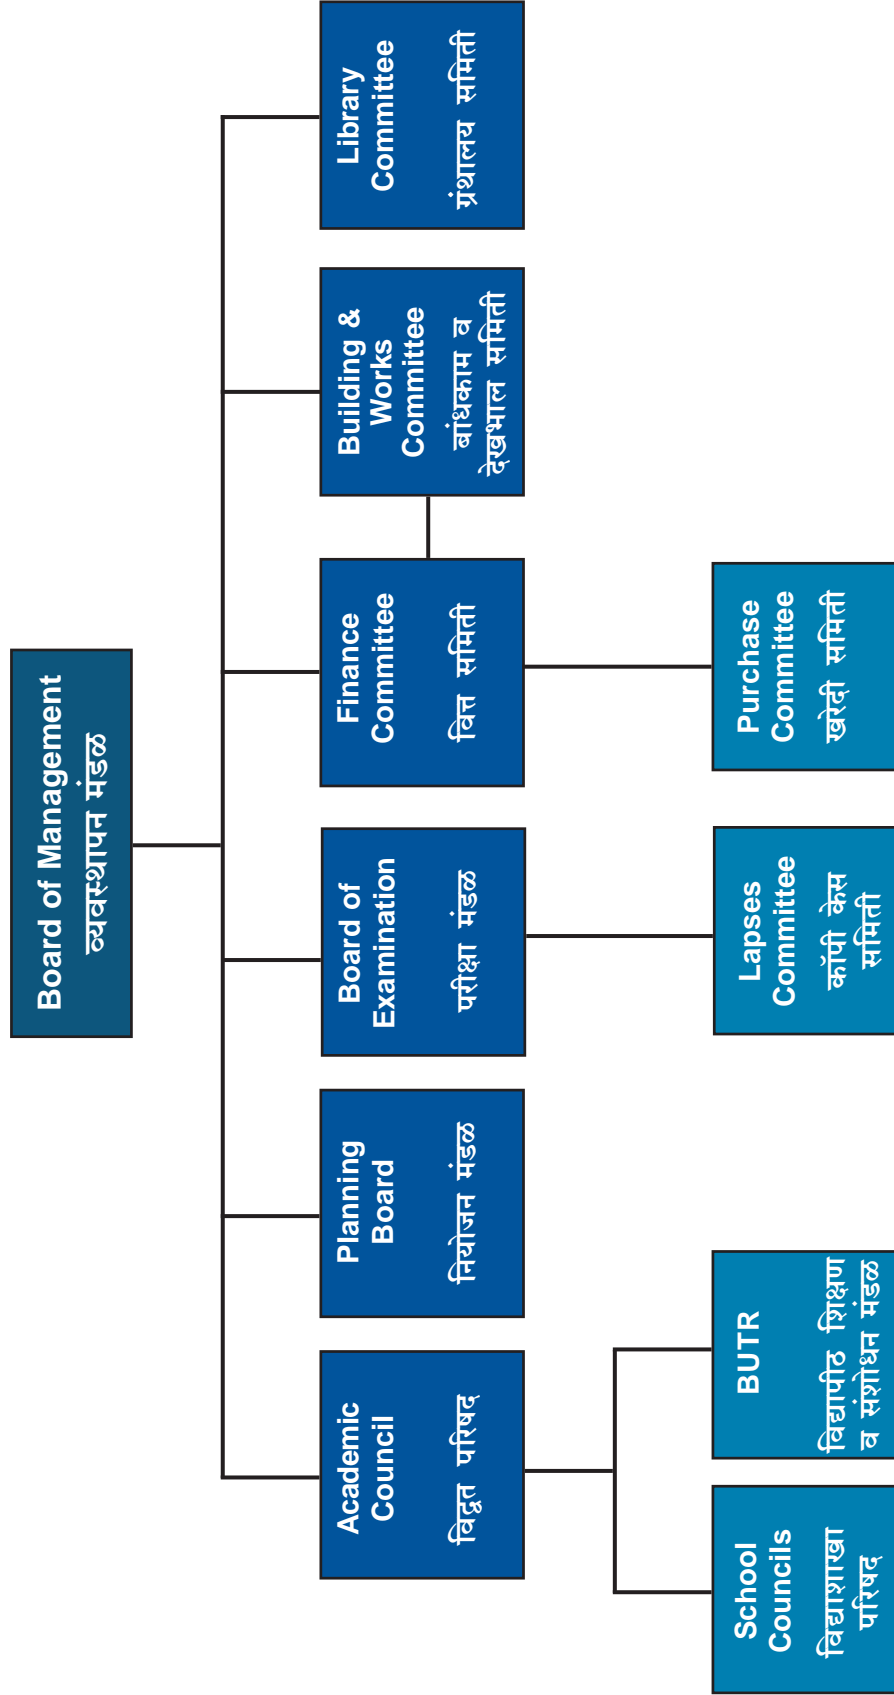 Board of Management
व्यवस्थापन मंडळ
Academic
Council
विद्वत परिषद
Planning
Board
नियोजन मंडळ
Board of
Examination
परीक्षा मंडळ
Finance
Committee
वित्त समिती
Building &
Works
Committee
बांधकाम व
देखभाल समिती
Library
Committee
ग्रंथालय समिती
School
Councils
विद्याशाखा
परिषद
BUTR
विद्यापीठ शिक्षण
व संशोधन मंडळ
Lapses
Committee
कॉपी केस
समिती
Purchase
Committee
खरेदी समिती